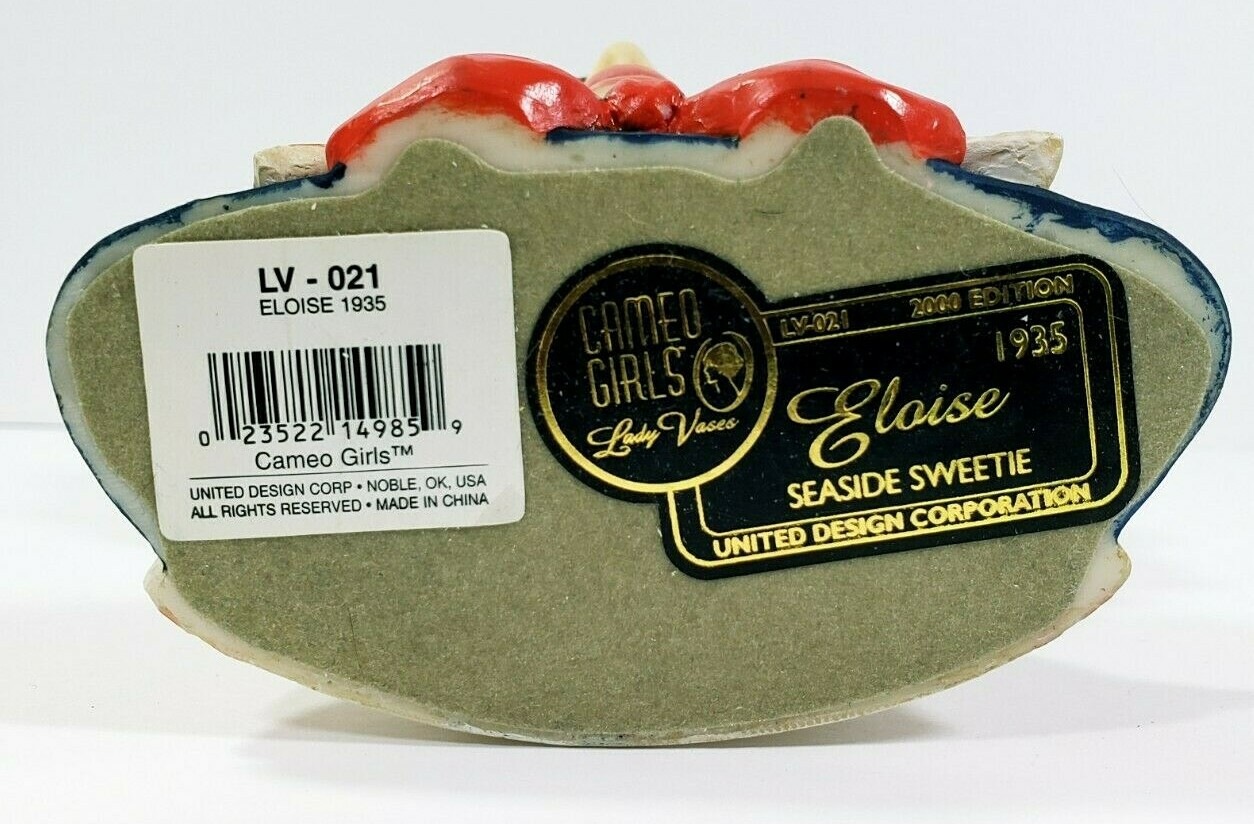 LV - 021
ELOISE 1935
0 23522 14985 9
Cameo Girls™
UNITED DESIGN CORP • NOBLE, OK, USA
ALL RIGHTS RESERVED • MADE IN CHINA
CAMEO
GIRLS™
Lady Vases
LV-021 2000 EDITION
1935
Eloise
SEASIDE SWEETIE
UNITED DESIGN CORPORATION